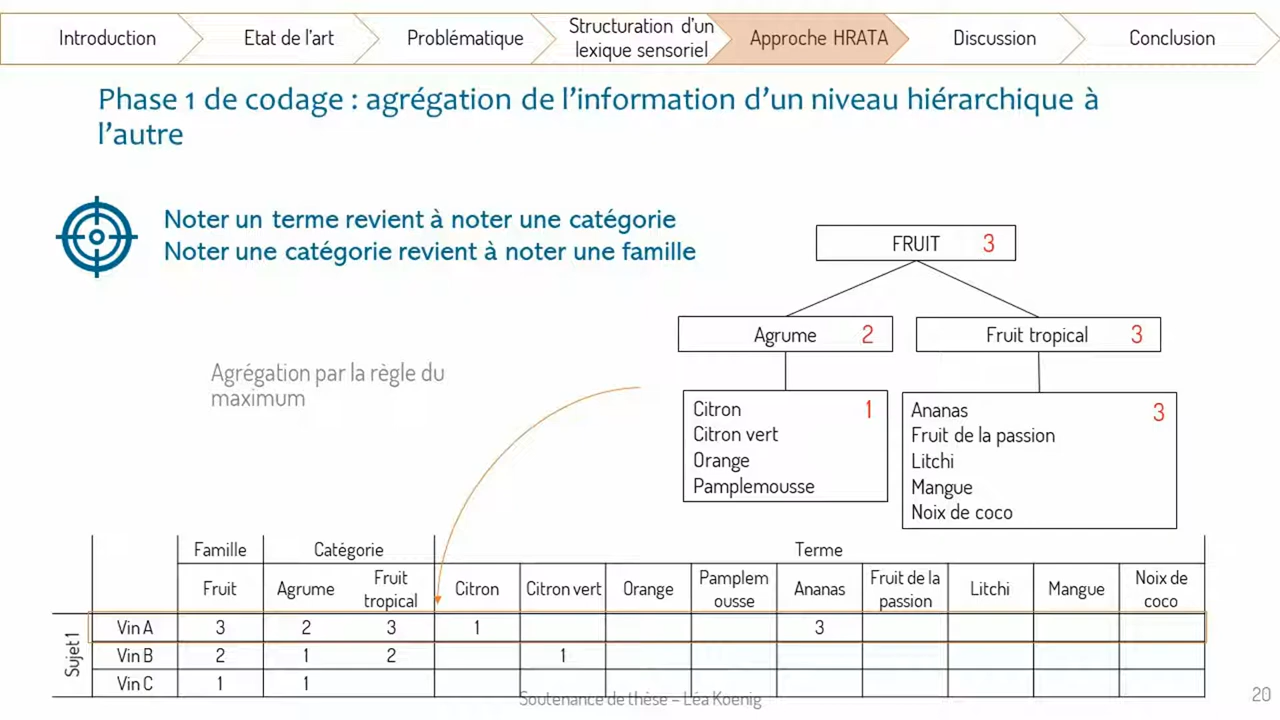 Introduction
Etat de l'art
Problématique
Structuration d'un
lexique sensoriel
Approche HRATA
Discussion
Conclusion
Phase 1 de codage : agrégation de l'information d'un niveau hiérarchique à
l'autre
Noter un terme revient à noter une catégorie
Noter une catégorie revient à noter une famille
FRUIT 3
Agrume 2
Fruit tropical 3
Agrégation par la règle du
maximum
Citron 1
Citron vert
Orange
Pamplemousse
Ananas 3
Fruit de la passion
Litchi
Mangue
Noix de coco
Famille Catégorie Terme
Fruit Agrume Fruit tropical Citron Citron vert Orange Pamplem ousse Ananas Fruit de la passion Litchi Mangue Noix de coco
Sujet 1
Vin A 3 2 3 1 3
Vin B 2 1 2 1
Vin C 1 1
Soutenance de thèse – Léa Koenig
20